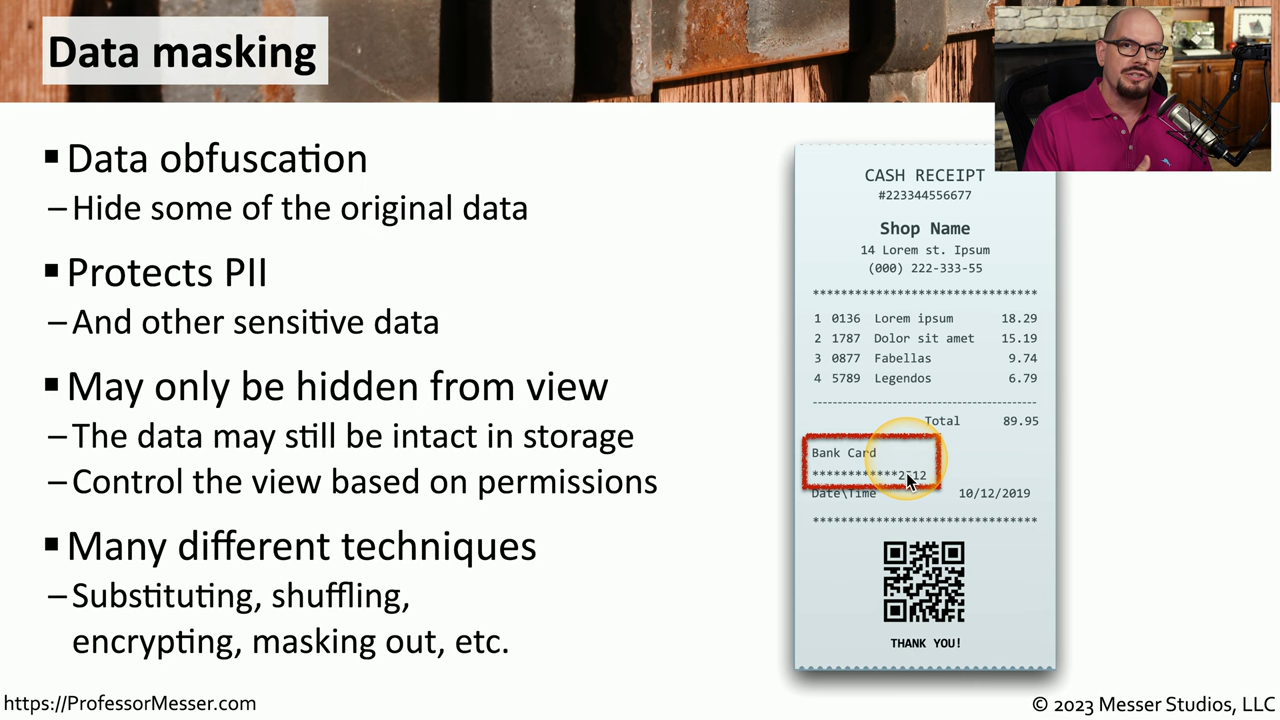 Data masking
▪ Data obfuscation
– Hide some of the original data
▪ Protects PII
– And other sensitive data
▪ May only be hidden from view
– The data may still be intact in storage
– Control the view based on permissions
▪ Many different techniques
– Substituting, shuffling,
encrypting, masking out, etc.
CASH RECEIPT
#223344556677
Shop Name
14 Lorem st. Ipsum
(000) 222-333-55
********************************
1 0136 Lorem ipsum 18.29
2 1787 Dolor sit amet 15.19
3 0877 Fabellas 9.74
4 5789 Legendos 6.79
Total 89.95
Bank Card
Date\Time 10/12/2019
********************************
THANK YOU!
https://ProfessorMesser.com
© 2023 Messer Studios, LLC